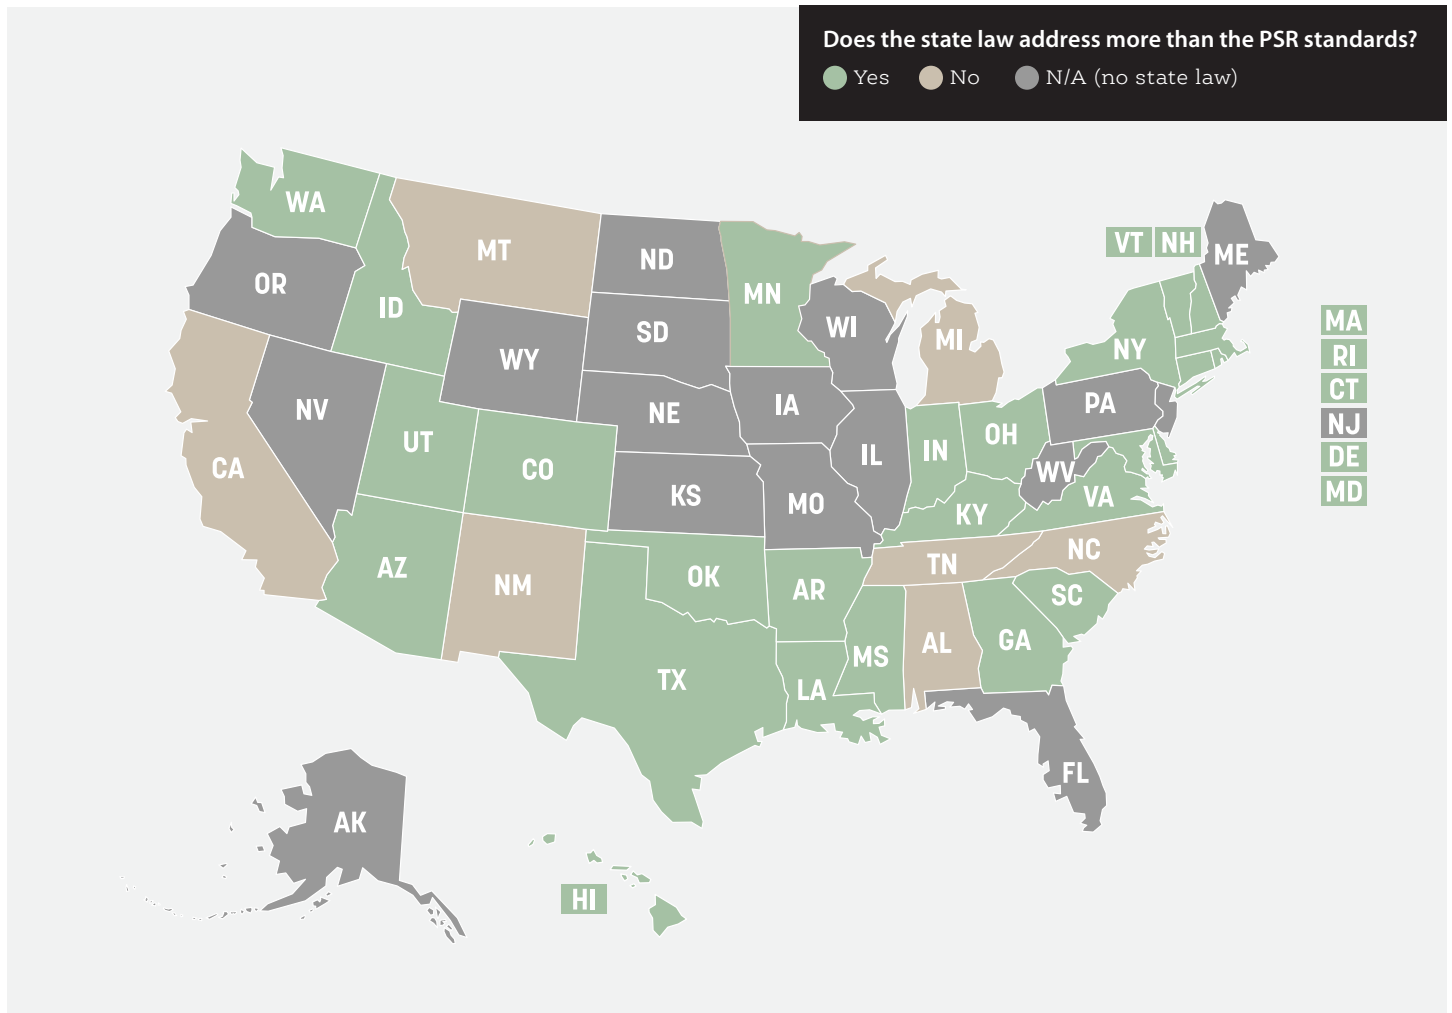 Does the state law address more than the PSR standards?
Yes No N/A (no state law)
WA
MT
ND
MN
VT NH
ME
OR
ID
SD
WI
MI
NY
MA
RI
CT
NJ
DE
MD
WY
NV
NE
IA
PA
UT
CO
IL
IN
OH
CA
KS
MO
WV
VA
KY
AZ
NM
OK
AR
TN
NC
SC
MS
AL
GA
TX
LA
FL
AK
HI